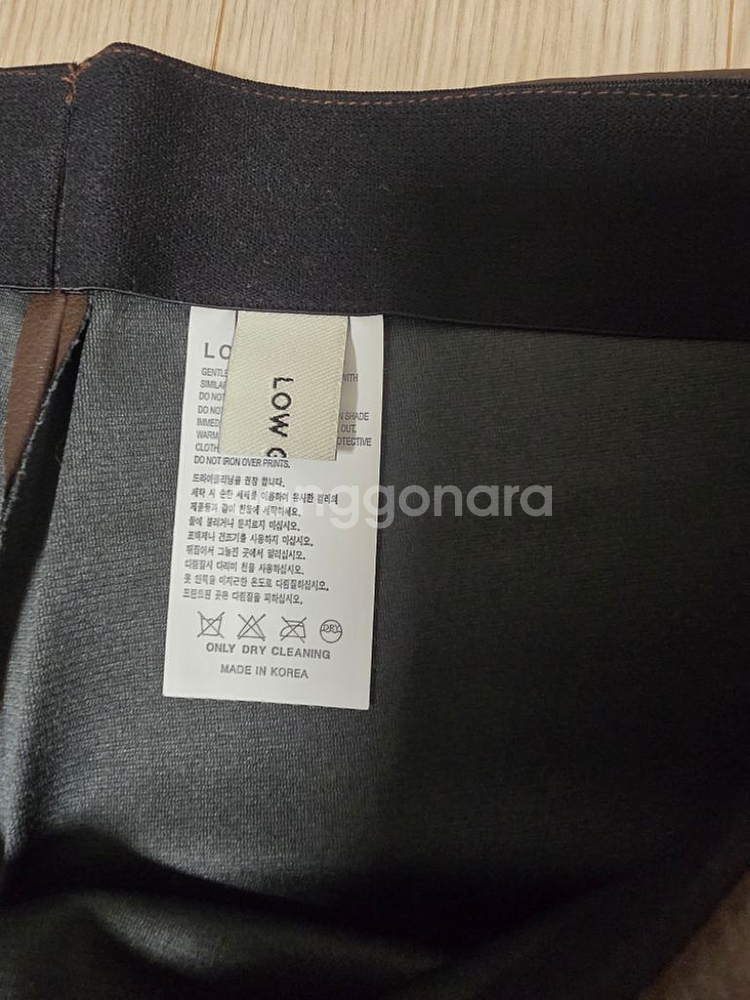 LO
GENTLE WITH
SIMILAR
DO NOT
DO NOT N SHADE
IMMEDI OUT.
WARM OTECTIVE
CLOTH
DO NOT IRON OVER PRINTS.
LOW
드라이클리닝을 권장 합니다.
세탁 시 순한 세제를 이용하여 유사한 컬러의
제품들과 같이 찬물에 세탁하세요.
물에 불리거나 문지르지 마십시오.
표백제나 건조기를 사용하지 마십시오.
뒤집어서 그늘진 곳에서 말리십시오.
다림질시 다리미 천을 사용하십시오.
옷 안쪽을 미지근한 온도로 다림질하십시오.
프린트된 곳은 다림질을 피하십시오.
DRY
ONLY DRY CLEANING
MADE IN KOREA
nggonara